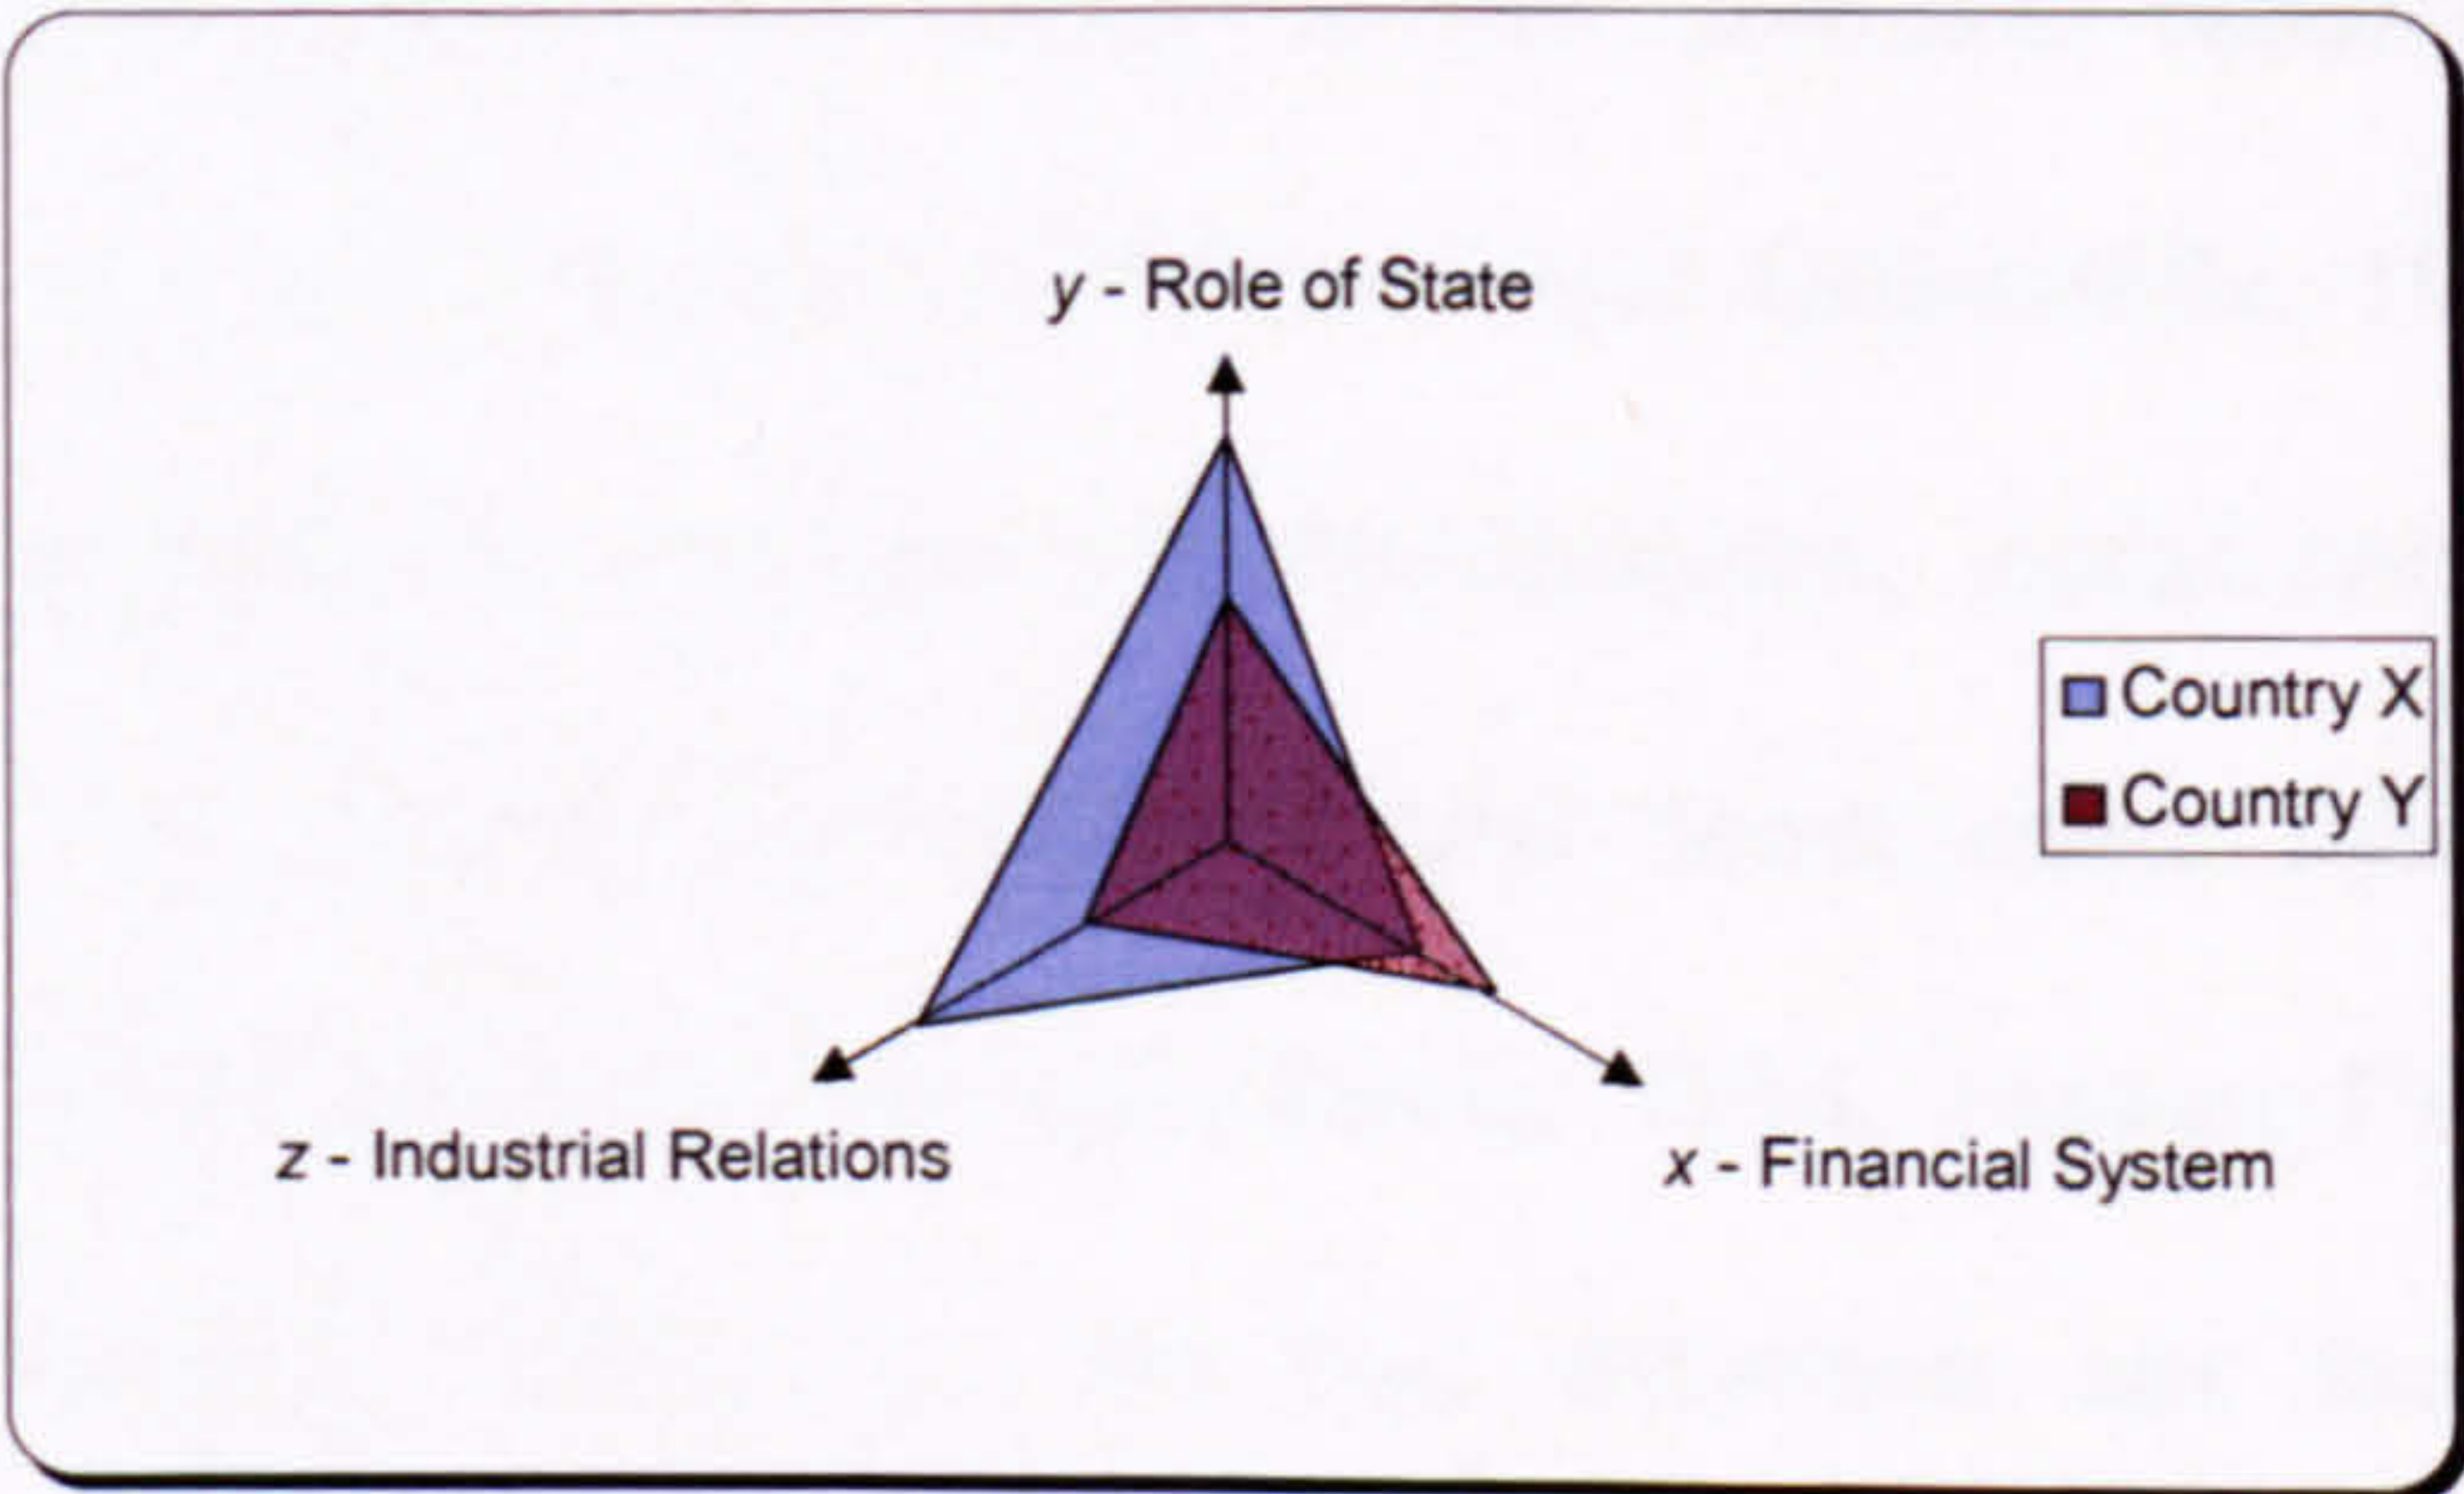 y - Role of State
Country X
Country Y
z - Industrial Relations
x - Financial System